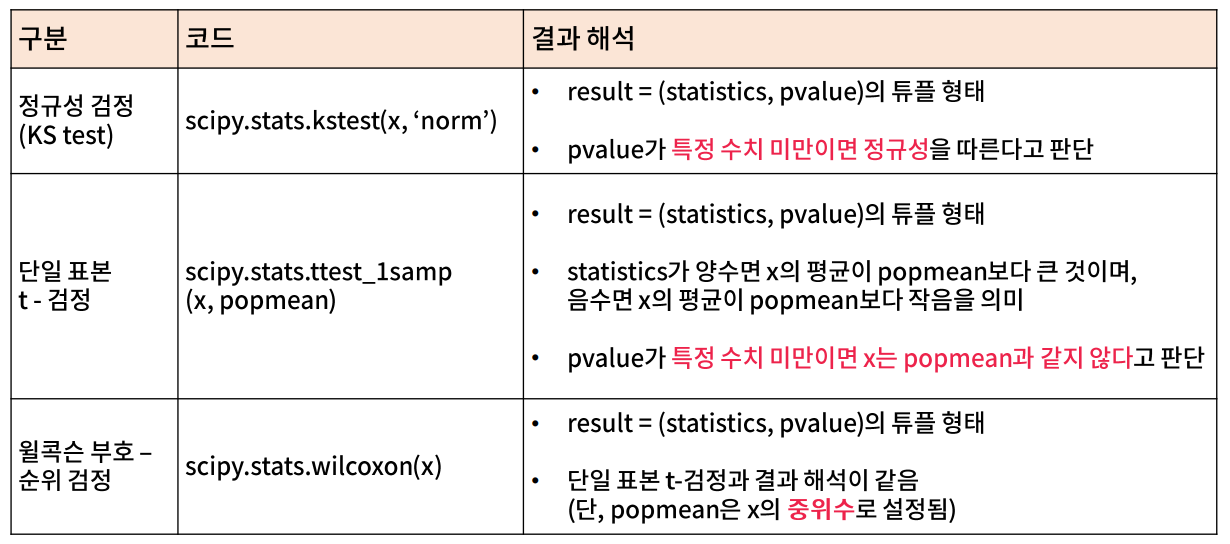 구분
코드
결과 해석
정규성 검정
(KS test)
scipy.stats.kstest(x, ‘norm’)
• result = (statistics, pvalue)의 튜플 형태
• pvalue가 특정 수치 미만이면 정규성을 따른다고 판단
단일 표본
t - 검정
scipy.stats.ttest_1samp
(x, popmean)
• result = (statistics, pvalue)의 튜플 형태
• statistics가 양수면 x의 평균이 popmean보다 큰 것이며,
음수면 x의 평균이 popmean보다 작음을 의미
• pvalue가 특정 수치 미만이면 x는 popmean과 같지 않다고 판단
윌콕슨 부호 –
순위 검정
scipy.stats.wilcoxon(x)
• result = (statistics, pvalue)의 튜플 형태
• 단일 표본 t-검정과 결과 해석이 같음
(단, popmean은 x의 중위수로 설정됨)